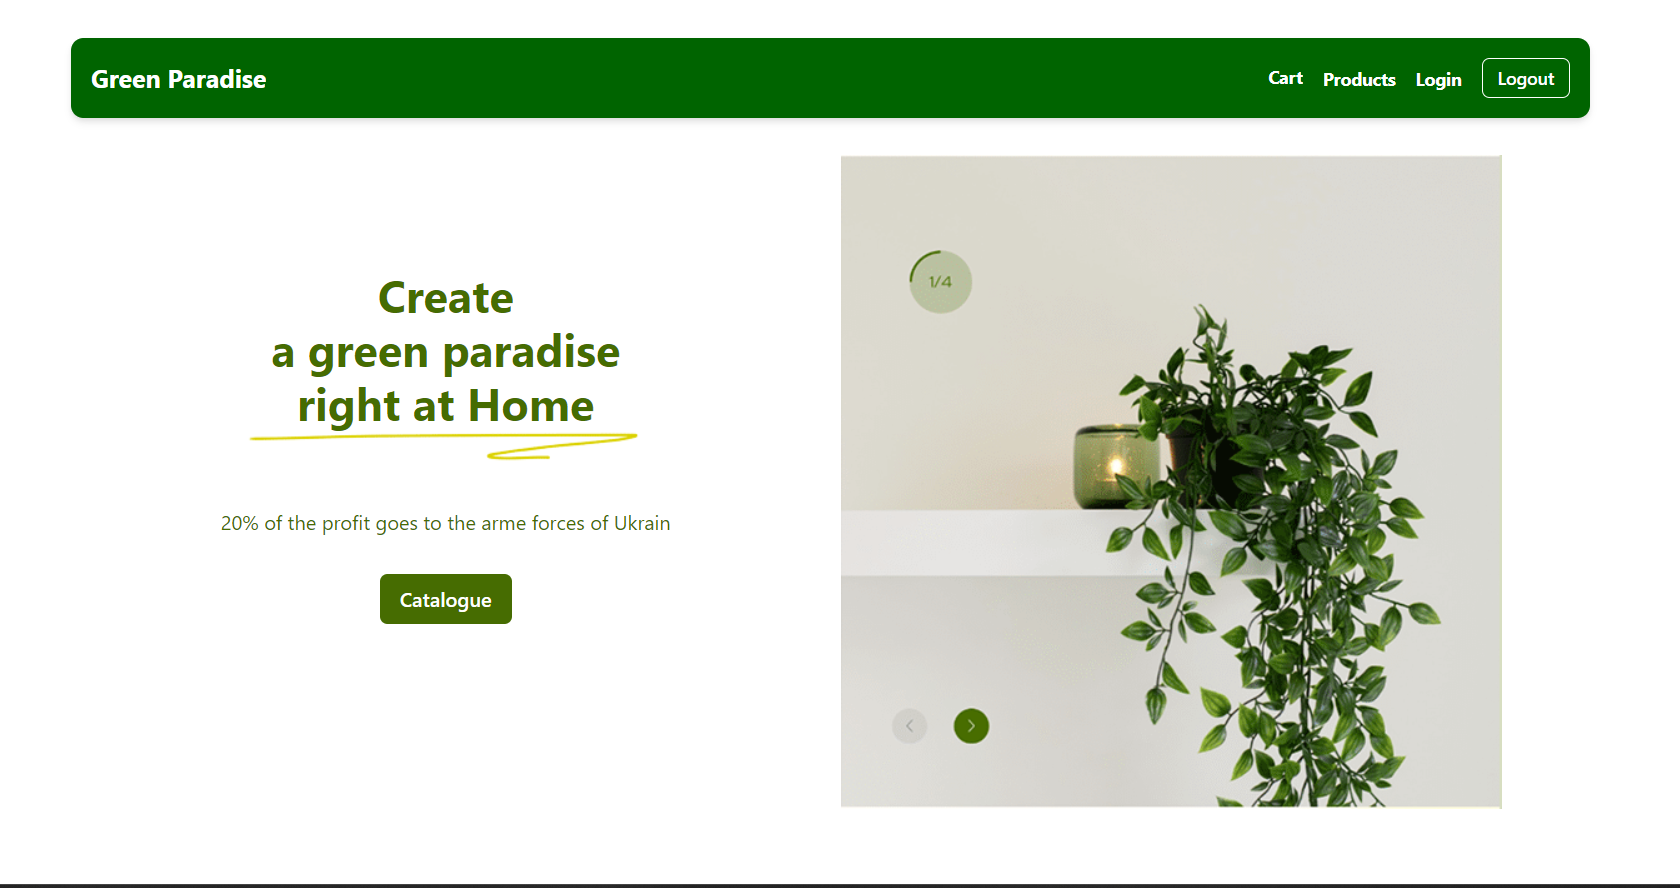 Green Paradise
Cart Products Login Logout
1/4
Create
a green paradise
right at Home
20% of the profit goes to the arme forces of Ukrain
Catalogue